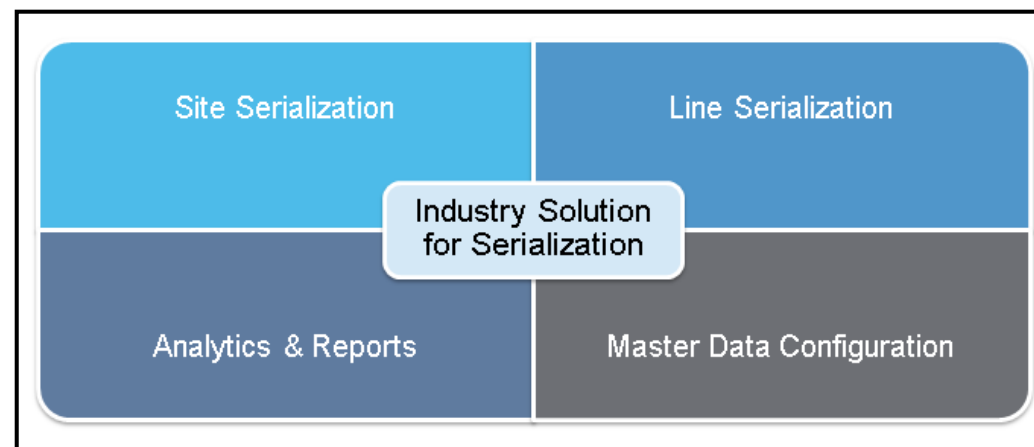 Site Serialization
Line Serialization
Industry Solution
for Serialization
Analytics & Reports
Master Data Configuration